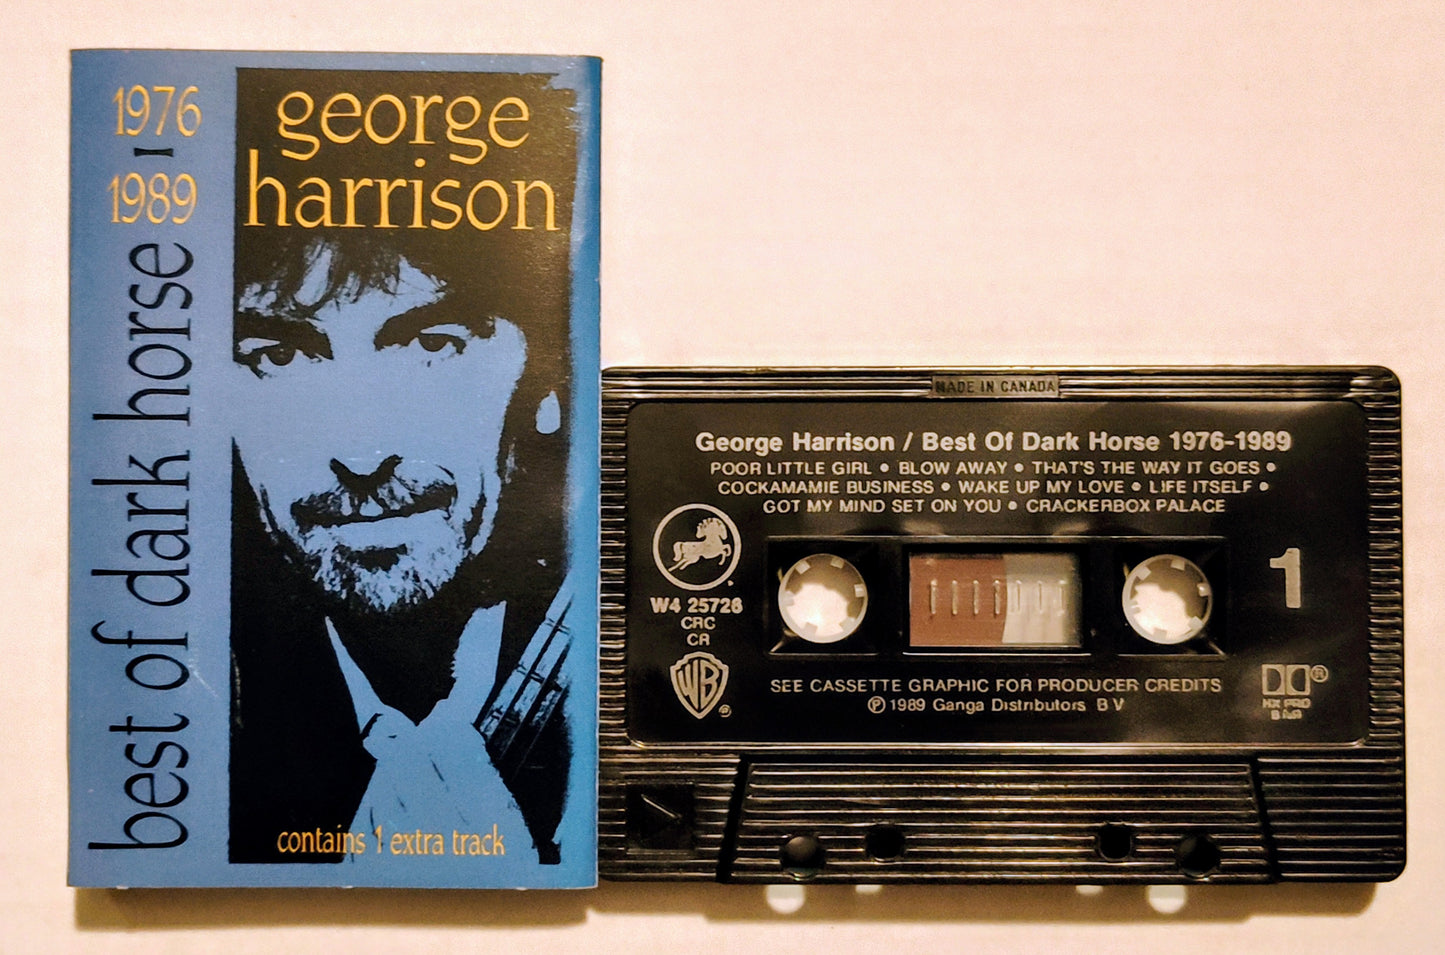 1976
-
1989
best of dark horse
george
harrison
contains 1 extra track
MADE IN CANADA
George Harrison / Best Of Dark Horse 1976-1989
POOR LITTLE GIRL • BLOW AWAY • THAT'S THE WAY IT GOES •
COCKAMAMIE BUSINESS • WAKE UP MY LOVE • LIFE ITSELF •
GOT MY MIND SET ON YOU • CRACKERBOX PALACE
1
W4 25726
CRC
CR
WB ®
SEE CASSETTE GRAPHIC FOR PRODUCER CREDITS
℗ 1989 Ganga Distributors B V
®
HX PRO